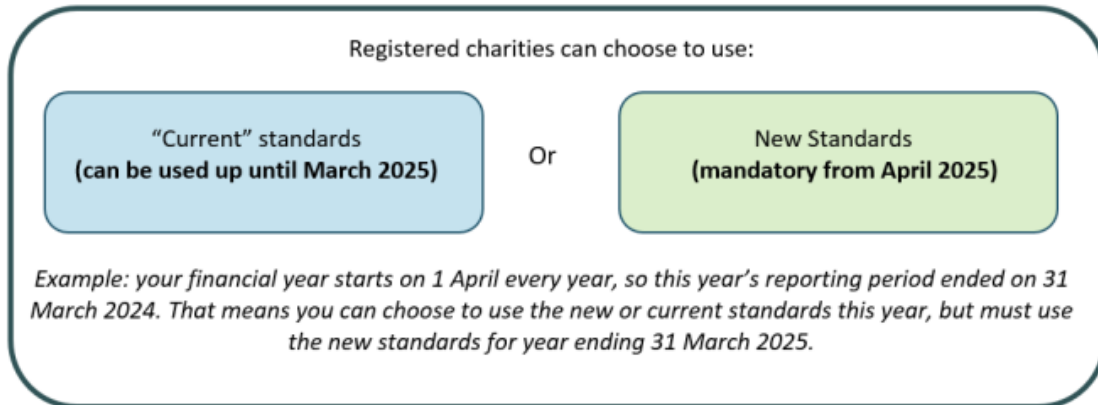 Registered charities can choose to use:
“Current” standards
(can be used up until March 2025)
Or
New Standards
(mandatory from April 2025)
Example: your financial year starts on 1 April every year, so this year’s reporting period ended on 31
March 2024. That means you can choose to use the new or current standards this year, but must use
the new standards for year ending 31 March 2025.